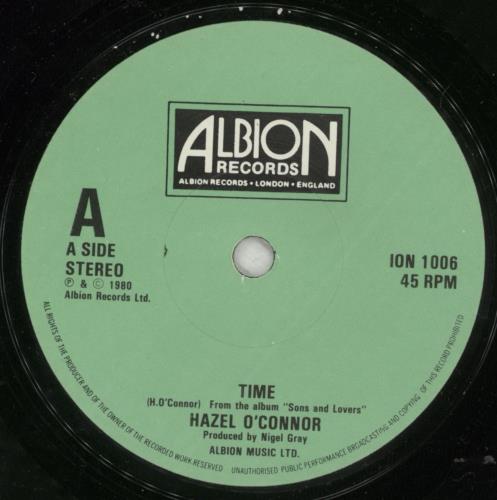 ALBION
RECORDS
ALBION RECORDS • LONDON • ENGLAND
A
A SIDE
STEREO
Ⓟ & © 1980
Albion Records Ltd.
ION 1006
45 RPM
TIME
(H.O'Connor) From the album "Sons and Lovers"
HAZEL O'CONNOR
Produced by Nigel Gray
ALBION MUSIC LTD.
ALL RIGHTS OF THE PRODUCER AND OF THE OWNER OF THE RECORDED WORK RESERVED UNAUTHORISED PUBLIC PERFORMANCE BROADCASTING AND COPYING OF THIS RECORD PROHIBITED